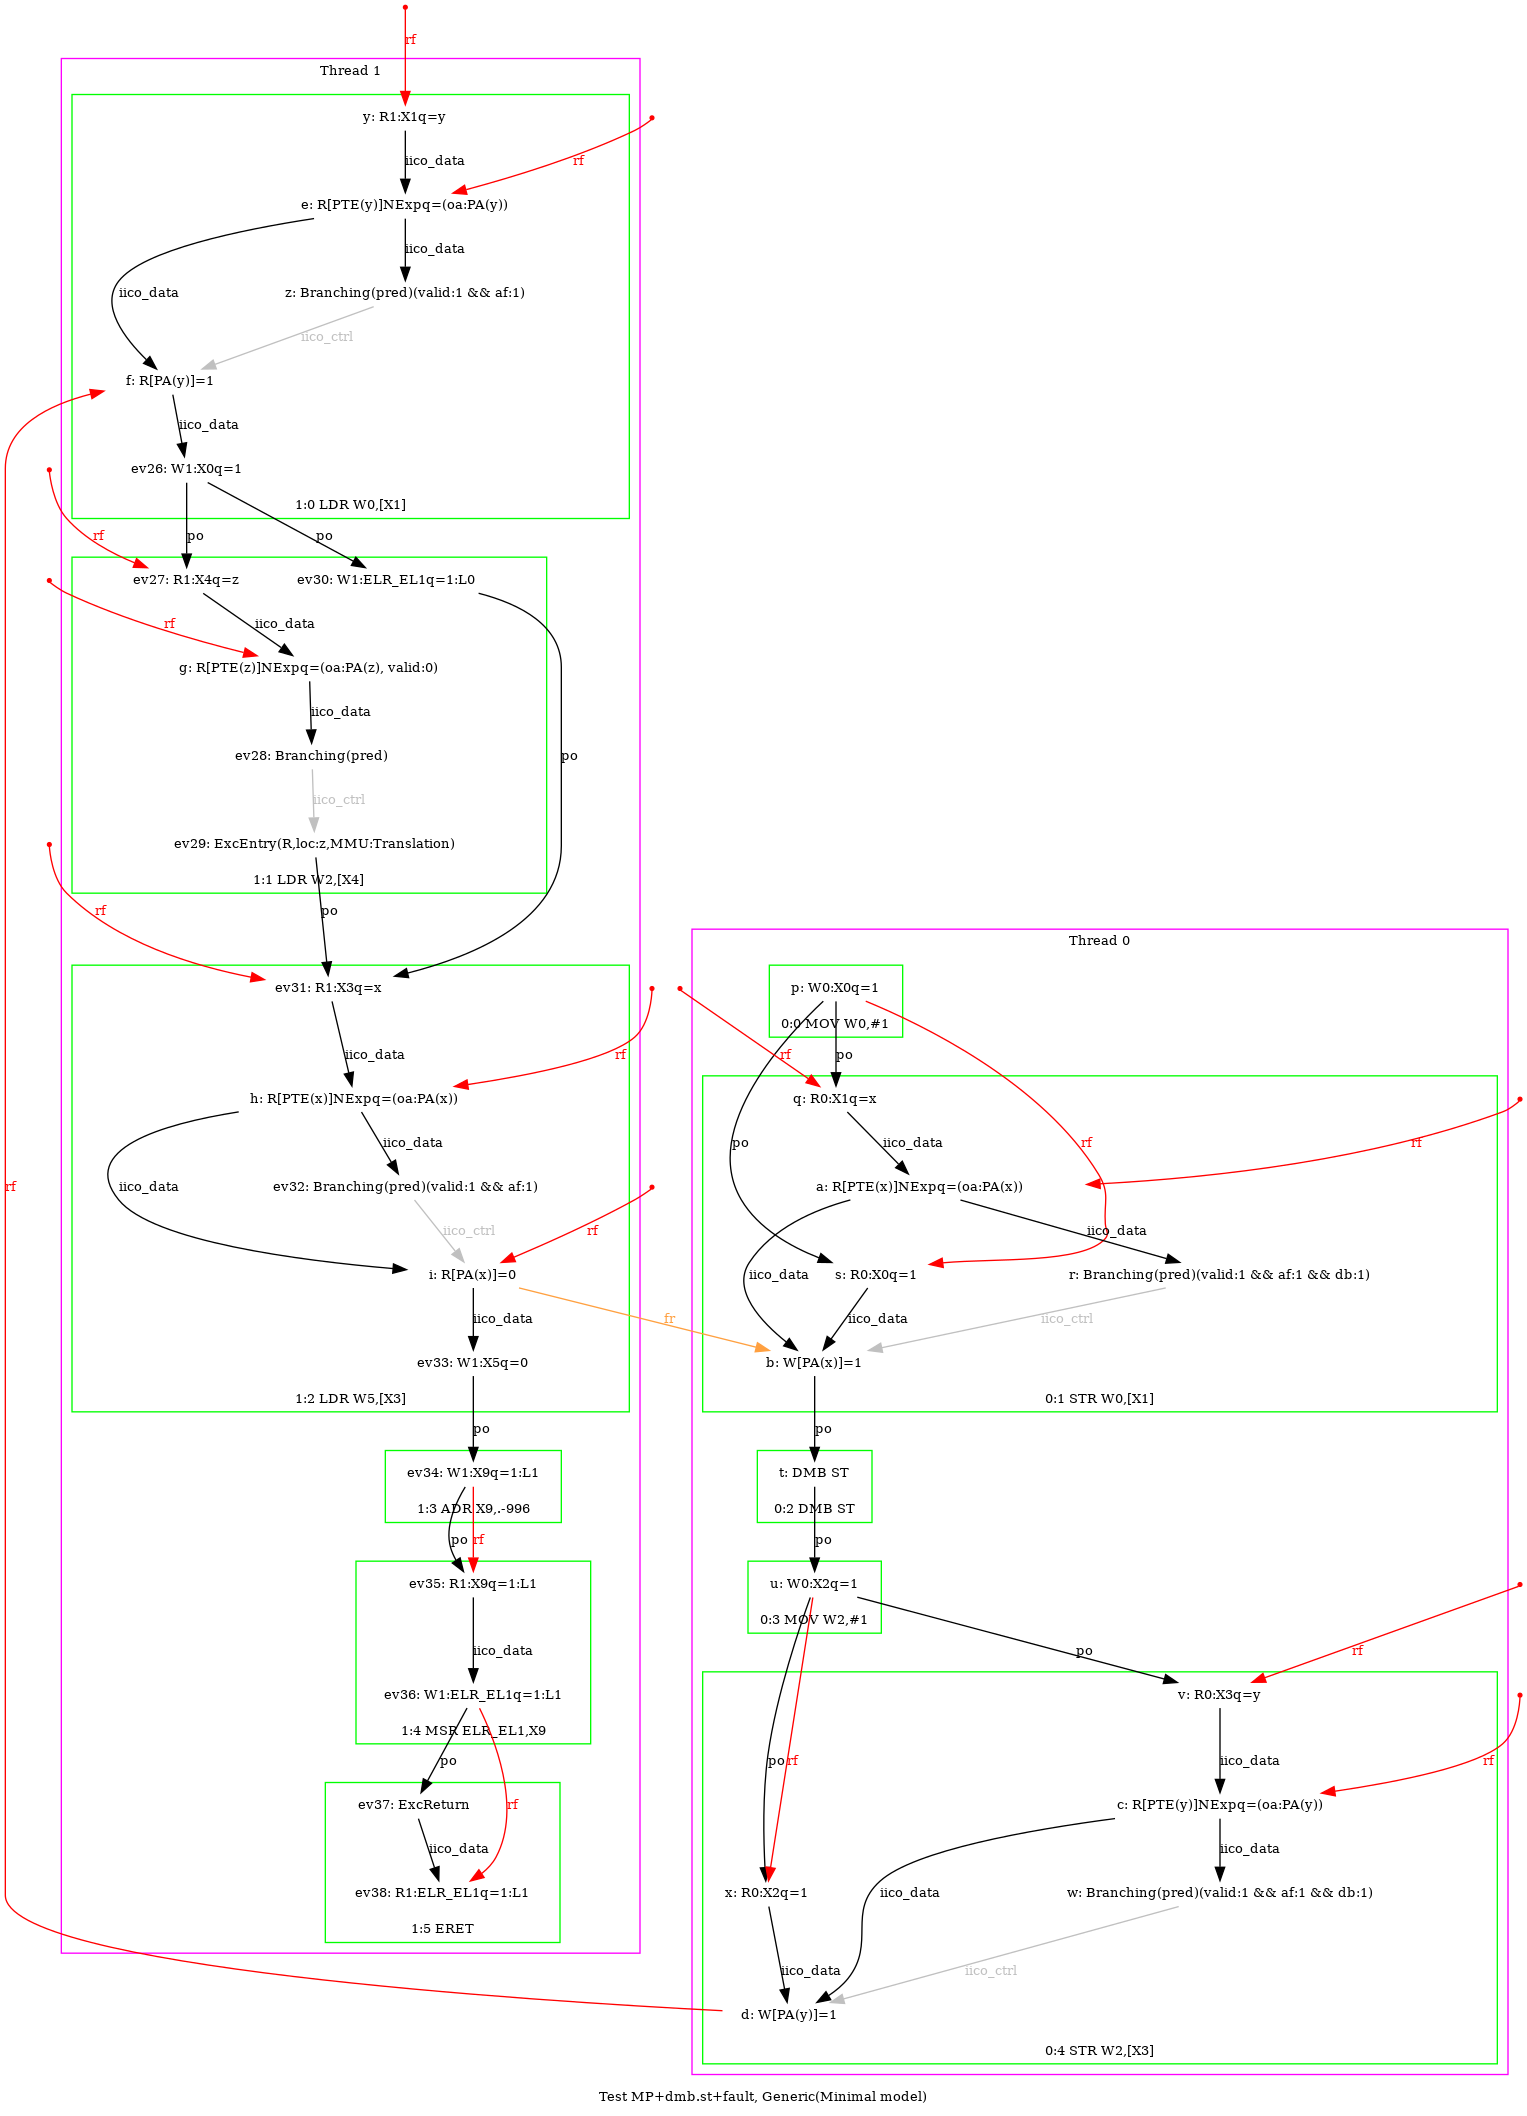 rf
Thread 1
y: R1:X1q=y
iico_data
rf
e: R[PTE(y)]NExpq=(oa:PA(y))
iico_data
iico_data
z: Branching(pred)(valid:1 && af:1)
iico_ctrl
f: R[PA(y)]=1
iico_data
ev26: W1:X0q=1
1:0 LDR W0,[X1]
rf
po
po
ev27: R1:X4q=z
ev30: W1:ELR_EL1q=1:L0
rf
iico_data
g: R[PTE(z)]NExpq=(oa:PA(z), valid:0)
iico_data
ev28: Branching(pred)
po
iico_ctrl
ev29: ExcEntry(R,loc:z,MMU:Translation)
1:1 LDR W2,[X4]
rf
po
ev31: R1:X3q=x
iico_data
rf
h: R[PTE(x)]NExpq=(oa:PA(x))
iico_data
iico_data
ev32: Branching(pred)(valid:1 && af:1)
iico_ctrl
rf
i: R[PA(x)]=0
iico_data
fr
ev33: W1:X5q=0
1:2 LDR W5,[X3]
po
ev34: W1:X9q=1:L1
1:3 ADR X9,.-996
po
rf
ev35: R1:X9q=1:L1
iico_data
ev36: W1:ELR_EL1q=1:L1
1:4 MSR ELR_EL1,X9
po
ev37: ExcReturn
rf
iico_data
ev38: R1:ELR_EL1q=1:L1
1:5 ERET
rf
Thread 0
p: W0:X0q=1
0:0 MOV W0,#1
rf
po
q: R0:X1q=x
po
iico_data
rf
rf
a: R[PTE(x)]NExpq=(oa:PA(x))
iico_data
iico_data
s: R0:X0q=1
r: Branching(pred)(valid:1 && af:1 && db:1)
iico_data
iico_ctrl
b: W[PA(x)]=1
0:1 STR W0,[X1]
po
t: DMB ST
0:2 DMB ST
po
u: W0:X2q=1
0:3 MOV W2,#1
po
rf
v: R0:X3q=y
po
rf
iico_data
rf
c: R[PTE(y)]NExpq=(oa:PA(y))
iico_data
iico_data
x: R0:X2q=1
w: Branching(pred)(valid:1 && af:1 && db:1)
iico_data
iico_ctrl
d: W[PA(y)]=1
0:4 STR W2,[X3]
Test MP+dmb.st+fault, Generic(Minimal model)